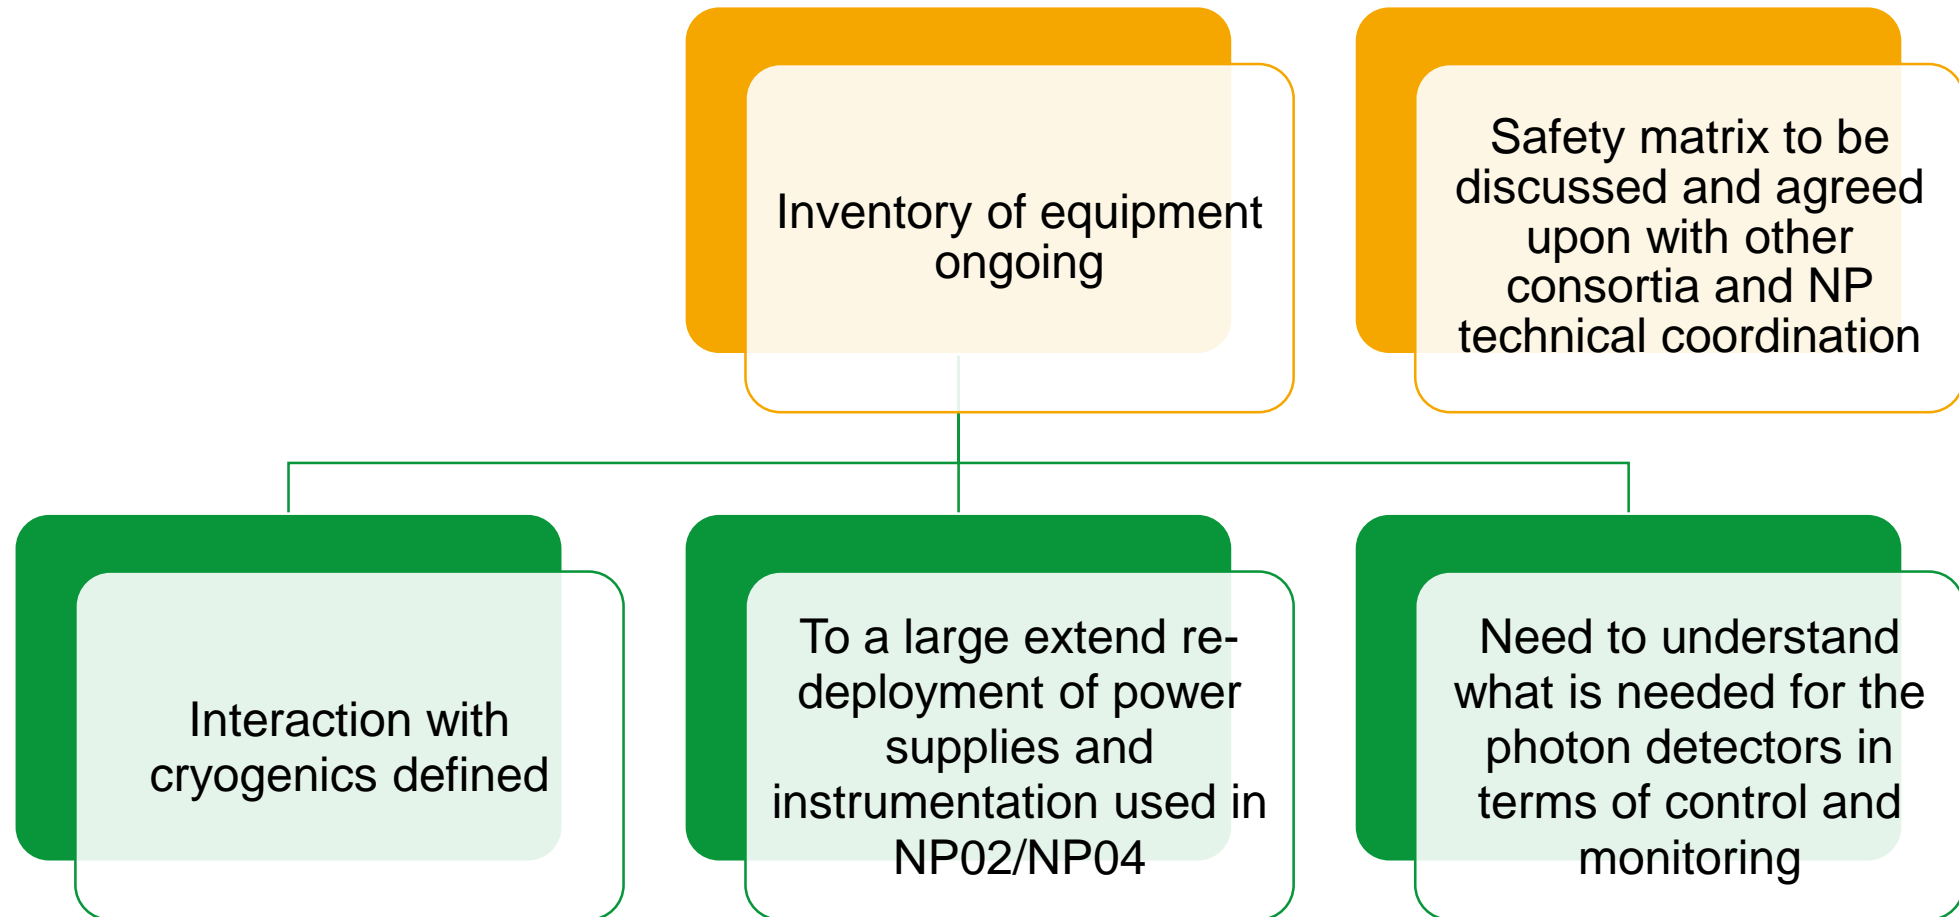 Inventory of equipment
ongoing
Safety matrix to be
discussed and agreed
upon with other
consortia and NP
technical coordination
Interaction with
cryogenics defined
To a large extend re-
deployment of power
supplies and
instrumentation used in
NP02/NP04
Need to understand
what is needed for the
photon detectors in
terms of control and
monitoring